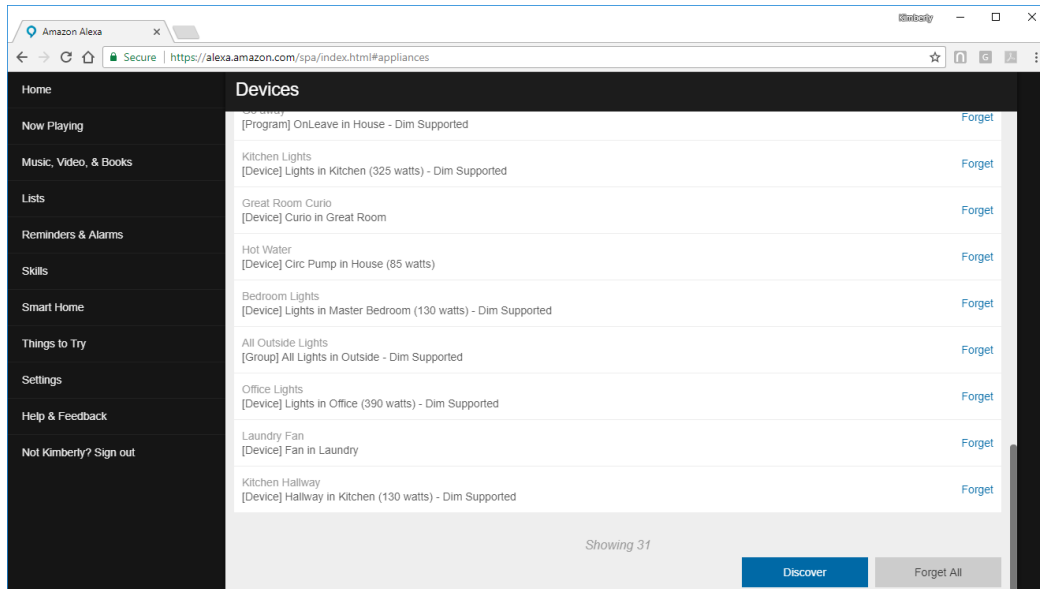 Amazon Alexa
Kimberly
Secure | https://alexa.amazon.com/spa/index.html#appliances
Home
Now Playing
Music, Video, & Books
Lists
Reminders & Alarms
Skills
Smart Home
Things to Try
Settings
Help & Feedback
Not Kimberly? Sign out
Devices
Go away
[Program] OnLeave in House - Dim Supported
Forget
Kitchen Lights
[Device] Lights in Kitchen (325 watts) - Dim Supported
Forget
Great Room Curio
[Device] Curio in Great Room
Forget
Hot Water
[Device] Circ Pump in House (85 watts)
Forget
Bedroom Lights
[Device] Lights in Master Bedroom (130 watts) - Dim Supported
Forget
All Outside Lights
[Group] All Lights in Outside - Dim Supported
Forget
Office Lights
[Device] Lights in Office (390 watts) - Dim Supported
Forget
Laundry Fan
[Device] Fan in Laundry
Forget
Kitchen Hallway
[Device] Hallway in Kitchen (130 watts) - Dim Supported
Forget
Showing 31
Discover
Forget All